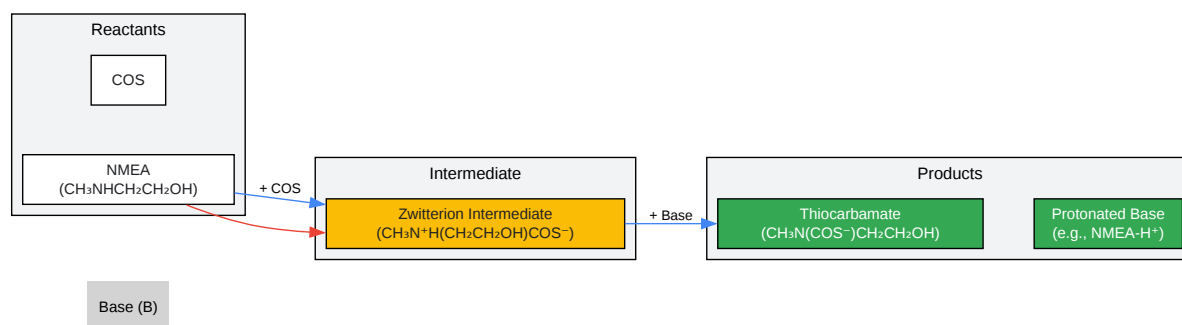 Reactants
COS
NMEA
(CH₃NHCH₂CH₂OH)
+ COS
Intermediate
Zwitterion Intermediate
(CH₃N⁺H(CH₂CH₂OH)COS⁻)
+ Base
Products
Thiocarbamate
(CH₃N(COS⁻)CH₂CH₂OH)
Protonated Base
(e.g., NMEA-H⁺)
Base (B)